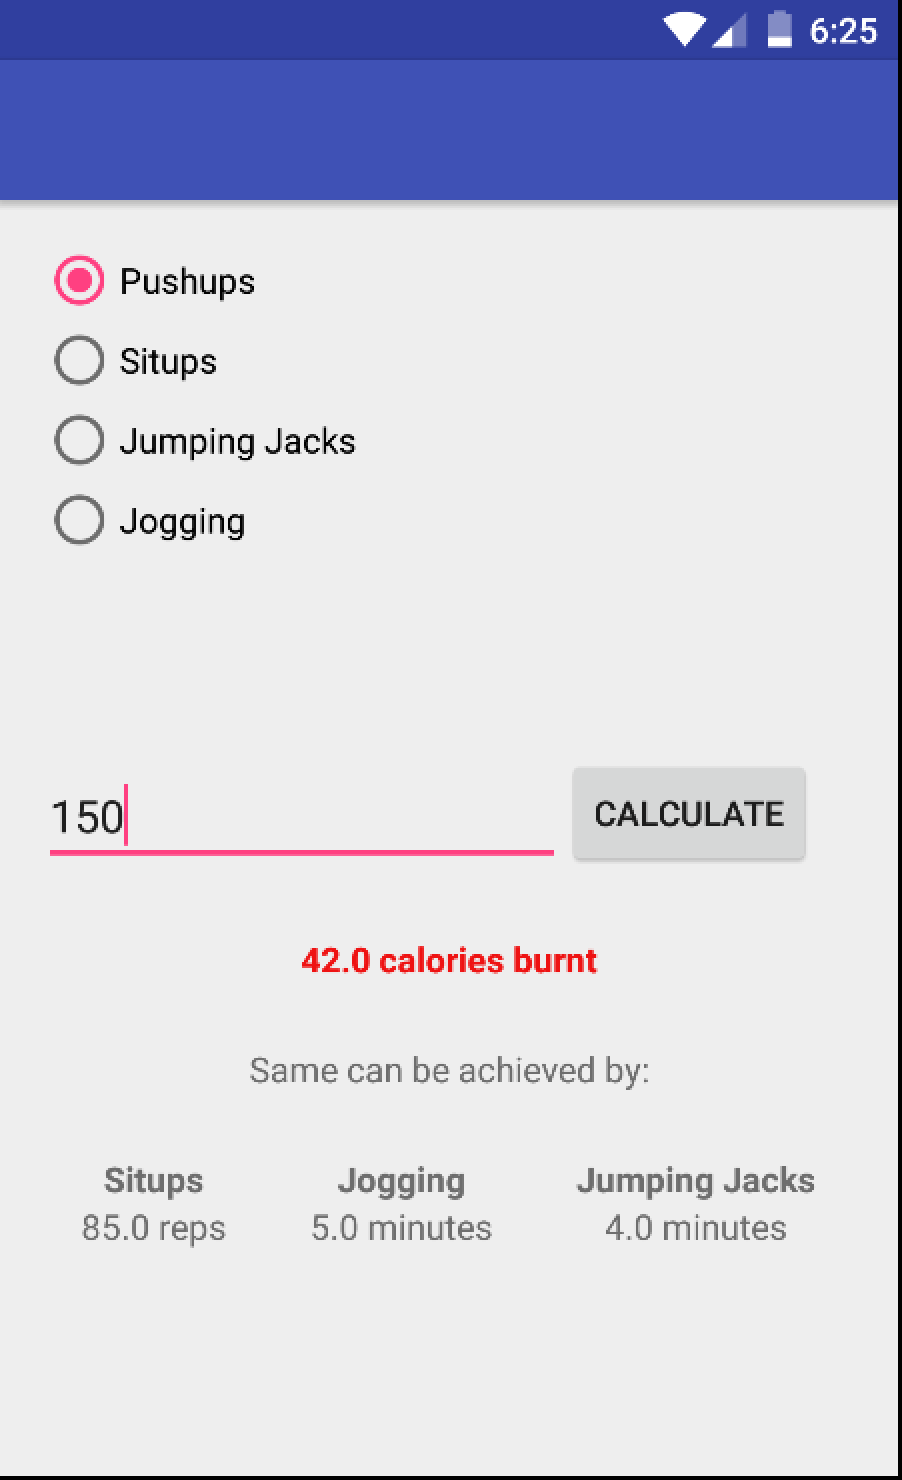 6:25
Pushups
Situps
Jumping Jacks
Jogging
150 CALCULATE
42.0 calories burnt
Same can be achieved by:
Situps Jogging Jumping Jacks
85.0 reps 5.0 minutes 4.0 minutes